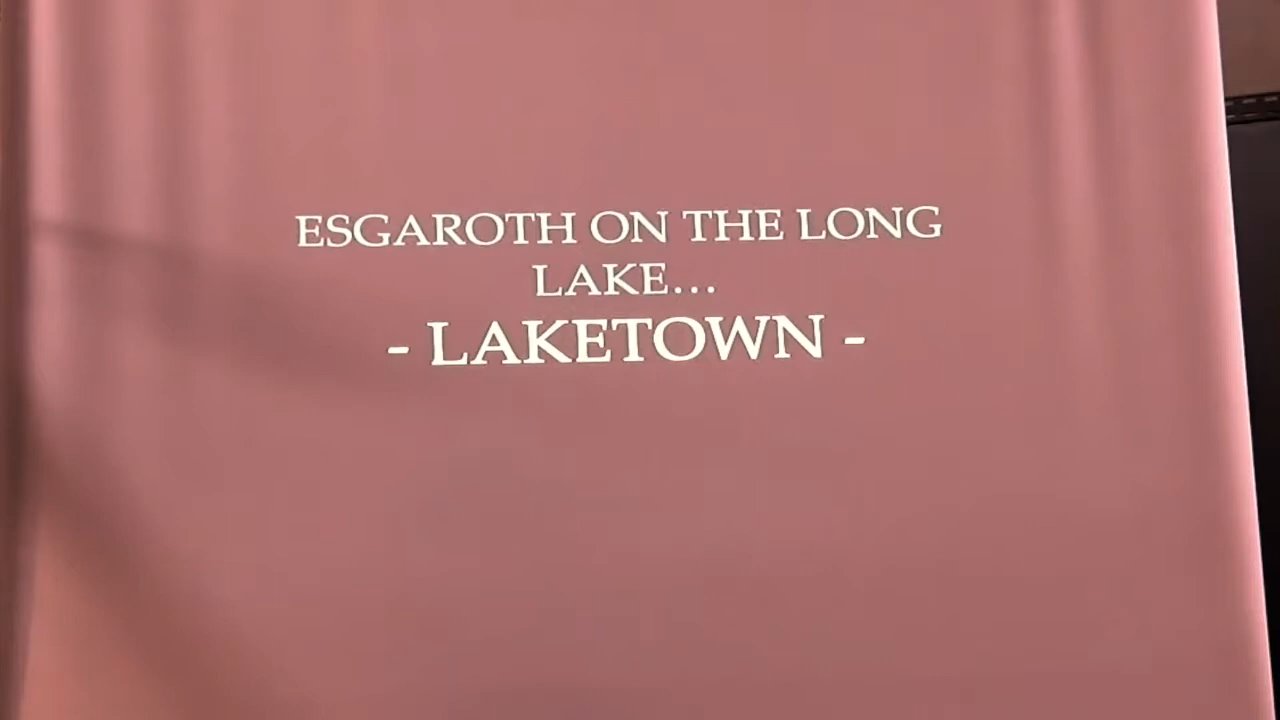 ESGAROTH ON THE LONG
LAKE...
- LAKETOWN -